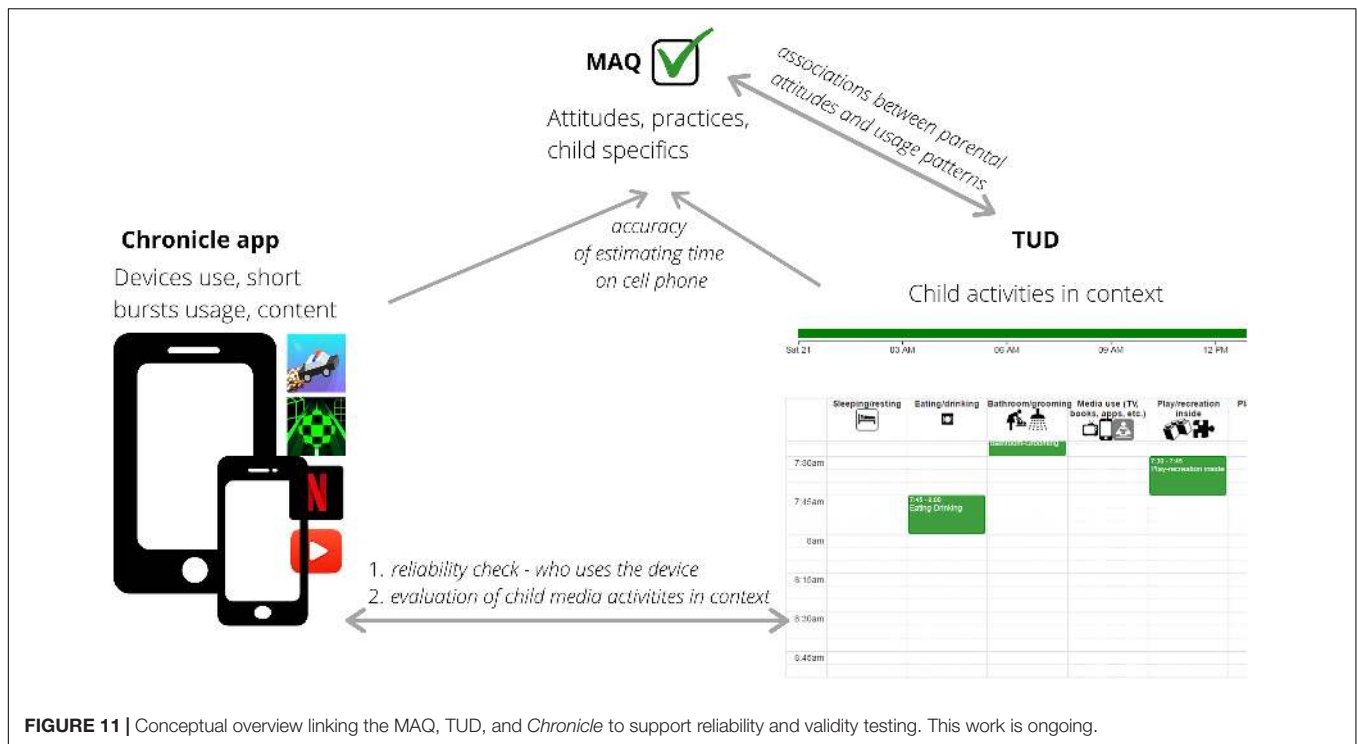 MAQ
Attitudes, practices,
child specifics
associations between parental
attitudes and usage patterns
accuracy
of estimating time
on cell phone
Chronicle app
Devices use, short
bursts usage, content
N
TUD
Child activities in context
Sat 21 03 AM 06 AM 09 AM 12 PM
Sleeping/resting Eating/drinking Bathroom/grooming Media use (TV, books, apps, etc.) Play/recreation inside
Bathroom-Grooming
7:30am
7:30 - 7:45
Play-recreation inside
7:45am
7:45 - 8:00
Eating Drinking
8am
8:15am
8:30am
8:45am
1. reliability check - who uses the device
2. evaluation of child media activitites in context
FIGURE 11 | Conceptual overview linking the MAQ, TUD, and Chronicle to support reliability and validity testing. This work is ongoing.